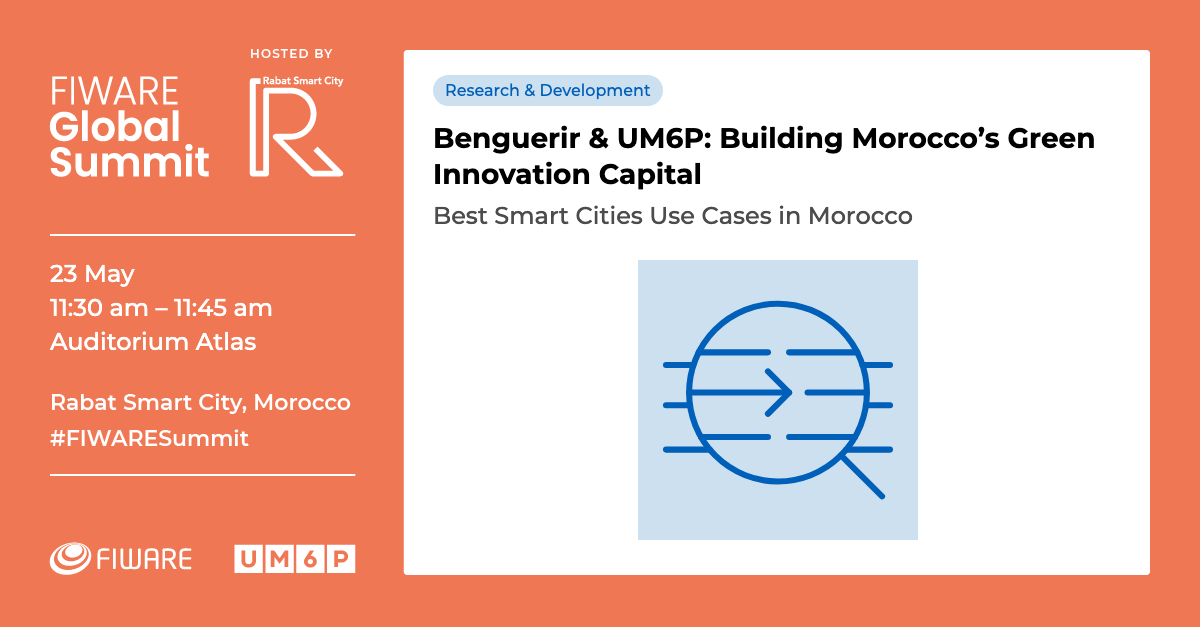 HOSTED BY
FIWARE
Global
Summit
Rabat Smart City
R
23 May
11:30 am – 11:45 am
Auditorium Atlas
Rabat Smart City, Morocco
#FIWARESummit
FIWARE
UM6P
Research & Development
Benguerir & UM6P: Building Morocco’s Green
Innovation Capital
Best Smart Cities Use Cases in Morocco